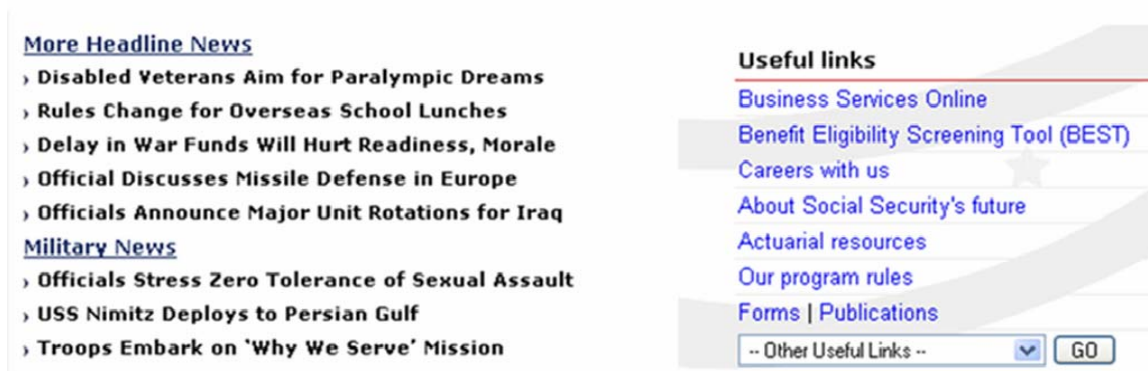 More Headline News
› Disabled Veterans Aim for Paralympic Dreams
› Rules Change for Overseas School Lunches
› Delay in War Funds Will Hurt Readiness, Morale
› Official Discusses Missile Defense in Europe
› Officials Announce Major Unit Rotations for Iraq
Military News
› Officials Stress Zero Tolerance of Sexual Assault
› USS Nimitz Deploys to Persian Gulf
› Troops Embark on 'Why We Serve' Mission
Useful links
Business Services Online
Benefit Eligibility Screening Tool (BEST)
Careers with us
About Social Security's future
Actuarial resources
Our program rules
Forms | Publications
-- Other Useful Links -- GO